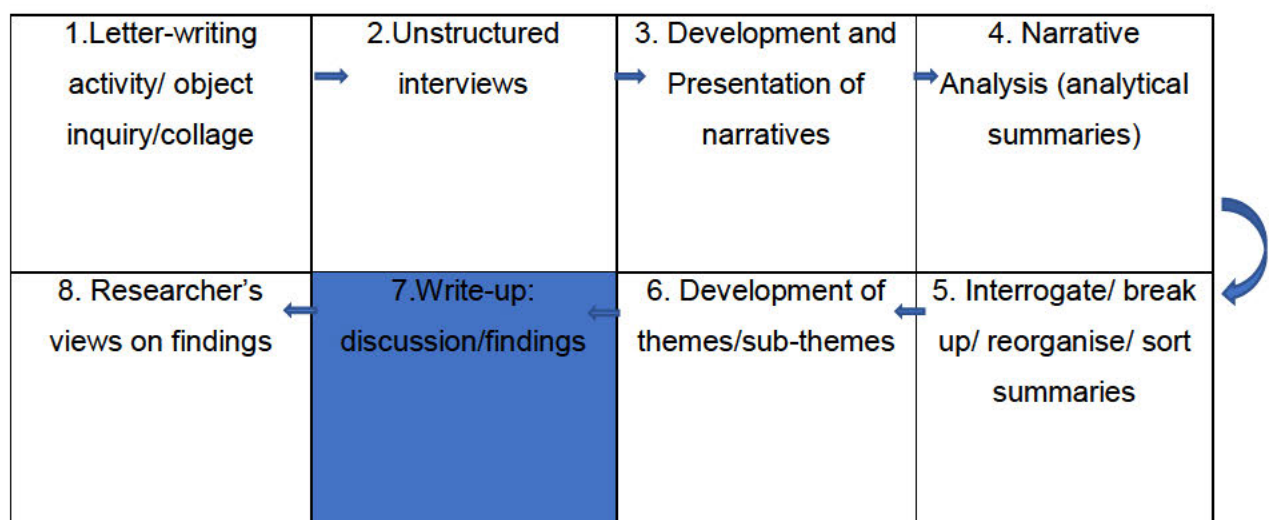 1.Letter-writing
activity/ object
inquiry/collage
2.Unstructured
interviews
3. Development and
Presentation of
narratives
4. Narrative
Analysis (analytical
summaries)
5. Interrogate/ break
up/ reorganise/ sort
summaries
6. Development of
themes/sub-themes
7.Write-up:
discussion/findings
8. Researcher’s
views on findings